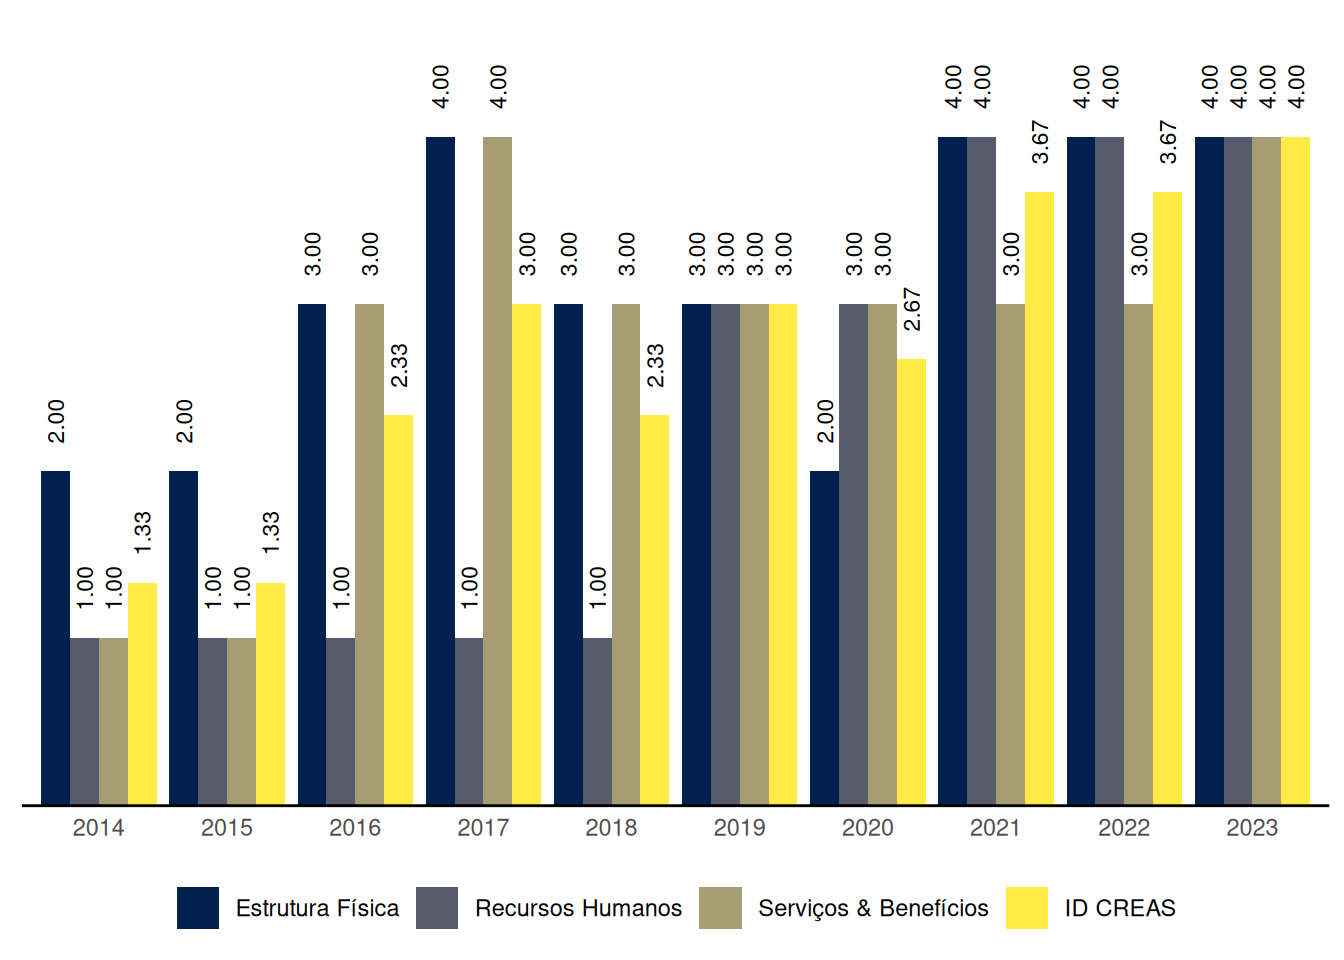 4.00 4.00 4.00 4.00 4.00 4.00 4.00 4.00 4.00 4.00
3.67 3.67
3.00 3.00 3.00 3.00 3.00 3.00 3.00 3.00 3.00 3.00 3.00 3.00 3.00
2.67
2.33 2.33
2.00 2.00 2.00
1.33 1.33
1.00 1.00 1.00 1.00 1.00 1.00 1.00
2014 2015 2016 2017 2018 2019 2020 2021 2022 2023
Estrutura Física Recursos Humanos Serviços & Benefícios ID CREAS